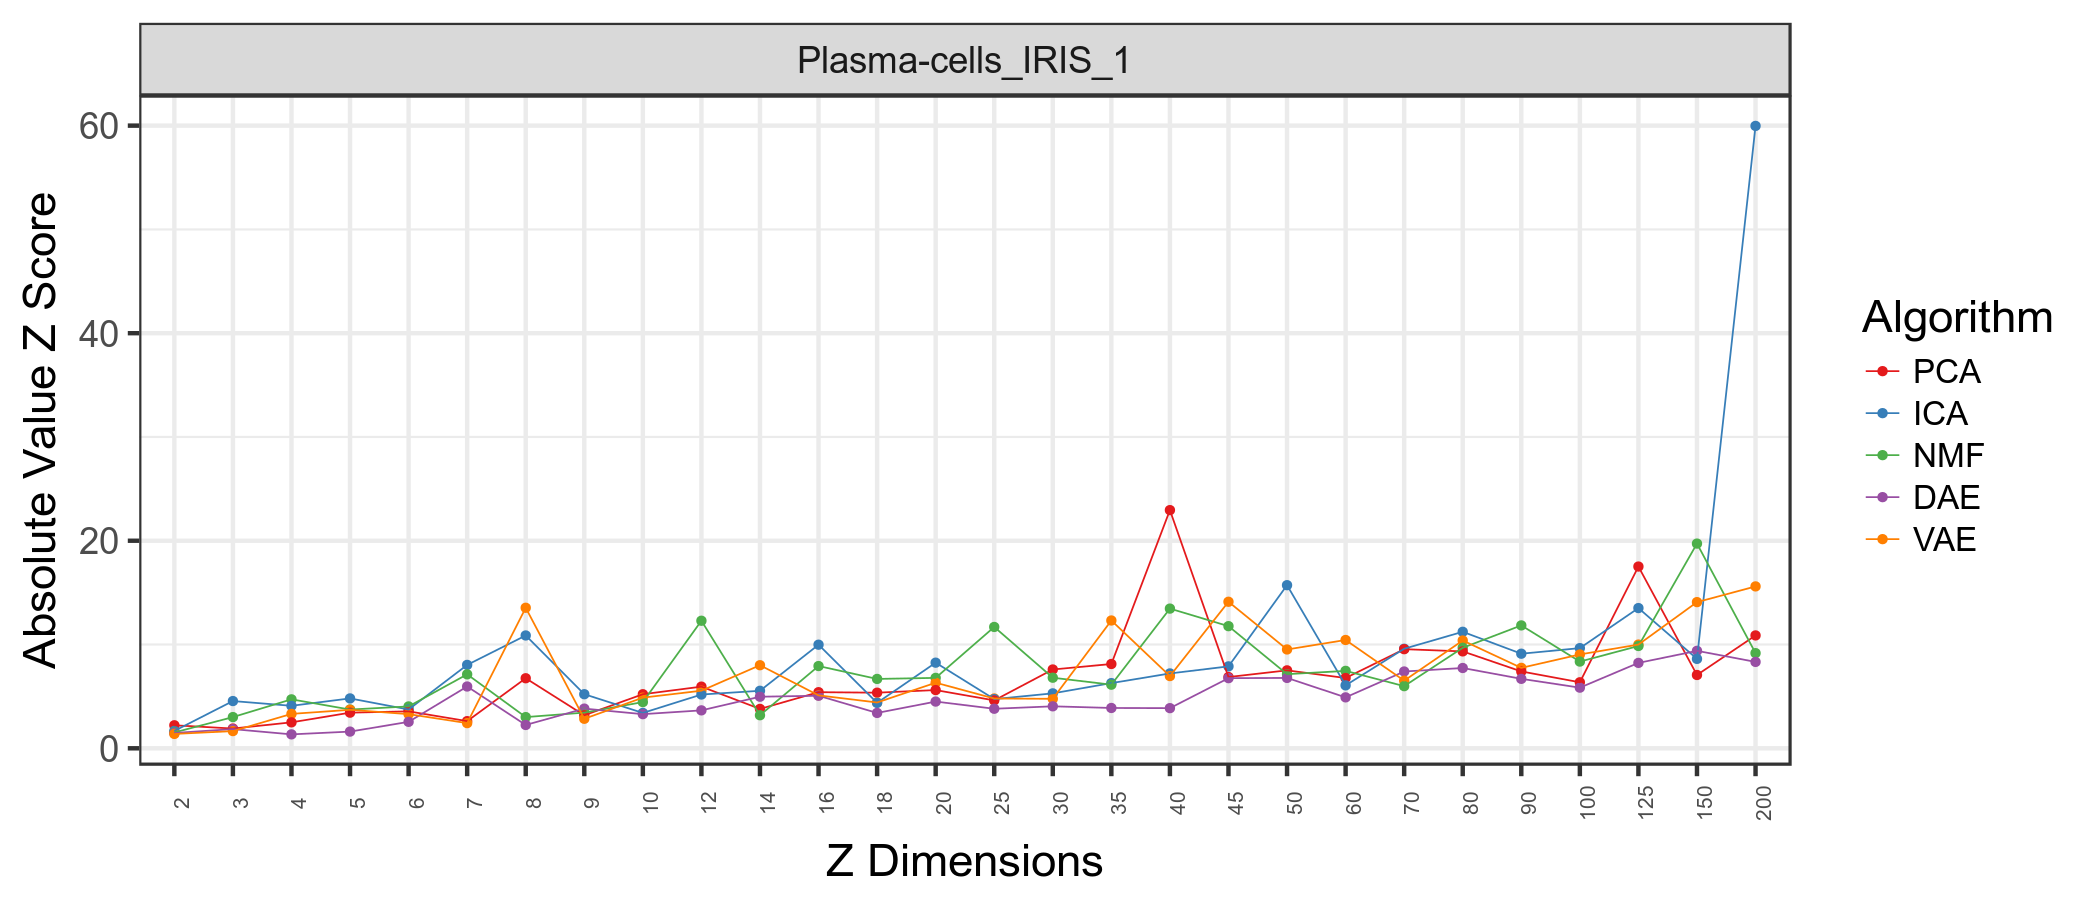 Plasma-cells_IRIS_1
Absolute Value Z Score
60
40
20
0
2 3 4 5 6 7 8 9 10 12 14 16 18 20 25 30 35 40 45 50 60 70 80 90 100 125 150 200
Z Dimensions
Algorithm
PCA
ICA
NMF
DAE
VAE